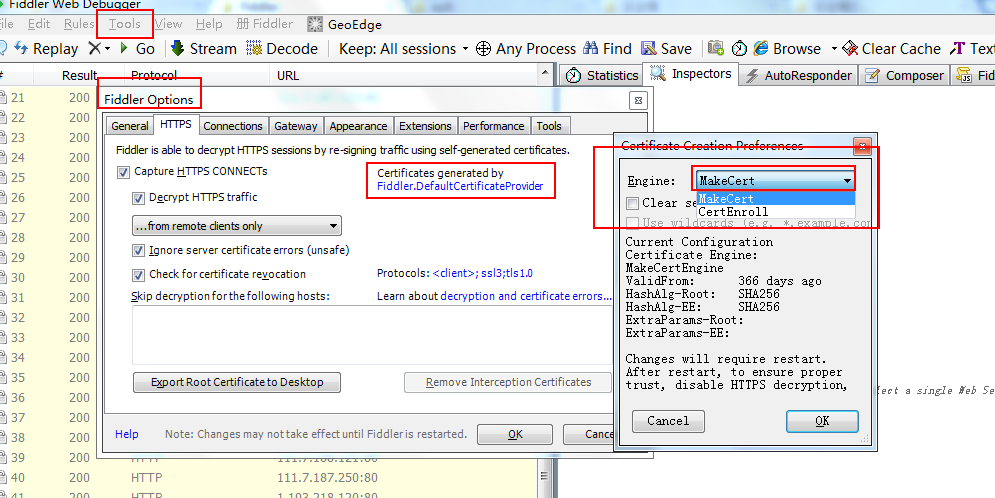 Fiddler Web Debugger
File Edit Rules Tools View Help 册 Fiddler GeoEdge
Replay Go Stream Decode Keep: All sessions Any Process Find Save Browse Clear Cache Text
# Result Protocol URL
Statistics Inspectors AutoResponder Composer
21 200
22 200
23 200
24 200
25 200
26 200
27 200
28 200
29 200
30 200
31 200
32 200
33 200
34 200
35 200
36 200
37 200
38 200
39 200 HTTP
40 200 HTTP 111.7.187.250:80
41 200 HTTP 1.193.218.120:80
Fiddler Options
General HTTPS Connections Gateway Appearance Extensions Performance Tools
Fiddler is able to decrypt HTTPS sessions by re-signing traffic using self-generated certificates.
Capture HTTPS CONNECTs
Certificates generated by
Fiddler.DefaultCertificateProvider
Decrypt HTTPS traffic
...from remote clients only
Ignore server certificate errors (unsafe)
Check for certificate revocation
Protocols: <client>; ssl3;tls1.0
Skip decryption for the following hosts:
Learn about decryption and certificate errors...
Export Root Certificate to Desktop
Remove Interception Certificates
Help
Note: Changes may not take effect until Fiddler is restarted.
OK
Cance
Certificate Creation Preferences
Engine: MakeCert
MakeCert
CertEnroll
Clear se
Use wildcards (e.g. *.example.com
Current Configuration
Certificate Engine:
MakeCertEngine
ValidFrom: 366 days ago
HashAlg-Root: SHA256
HashAlg-EE: SHA256
ExtraParams-Root:
ExtraParams-EE:
Changes will require restart.
After restart, to ensure proper
trust, disable HTTPS decryption,
Cancel
OK
lect a single Web Se